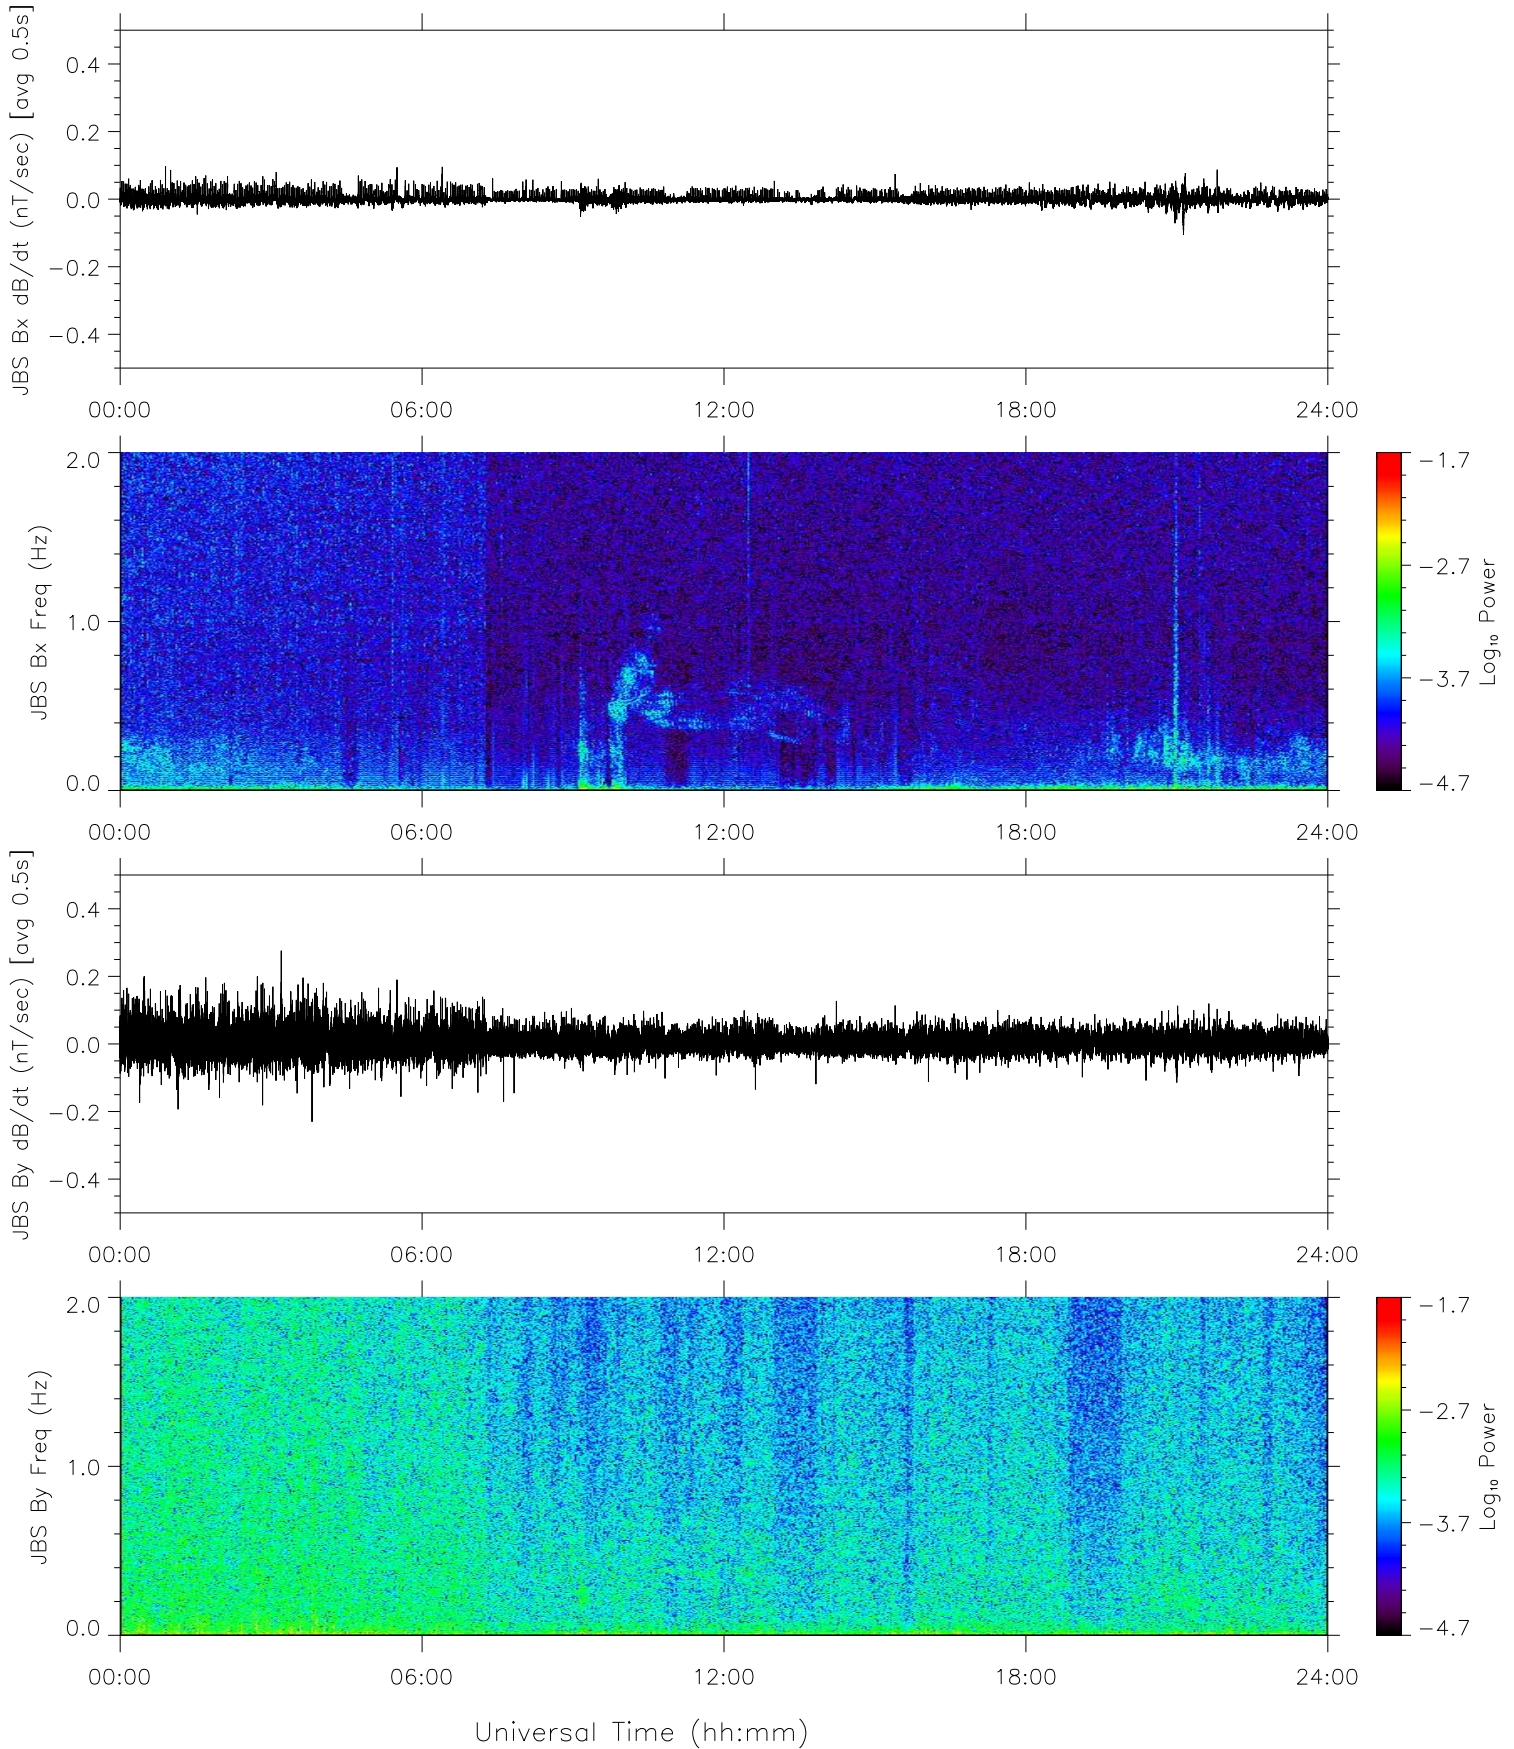 JBS Bx dB/dt (nT/sec) [avg 0.5s]
0.4
0.2
0.0
−0.2
−0.4
00:00 06:00 12:00 18:00 24:00
JBS Bx Freq (Hz)
2.0
1.0
0.0
00:00 06:00 12:00 18:00 24:00
−1.7
−2.7
−3.7
−4.7
Log₁₀ Power
JBS By dB/dt (nT/sec) [avg 0.5s]
0.4
0.2
0.0
−0.2
−0.4
00:00 06:00 12:00 18:00 24:00
JBS By Freq (Hz)
2.0
1.0
0.0
00:00 06:00 12:00 18:00 24:00
−1.7
−2.7
−3.7
−4.7
Log₁₀ Power
Universal Time (hh:mm)